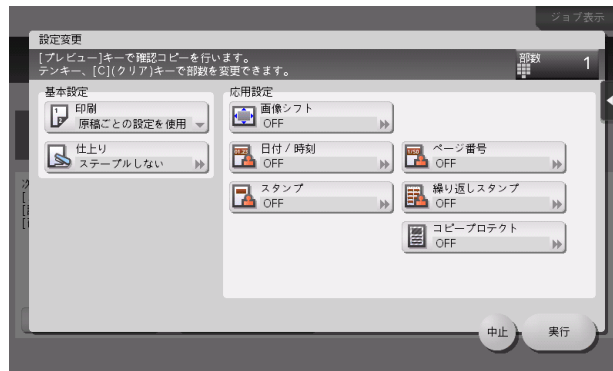 ジョブ表示
設定変更
[プレビュー]キーで確認コピーを行います。
テンキー、[C](クリア)キーで部数を変更できます。
部数
1
基本設定
印刷
原稿ごとの設定を使用
仕上り
ステープルしない
応用設定
画像シフト
OFF
日付/時刻
OFF
ページ番号
OFF
スタンプ
OFF
繰り返しスタンプ
OFF
コピープロテクト
OFF
中止
実行